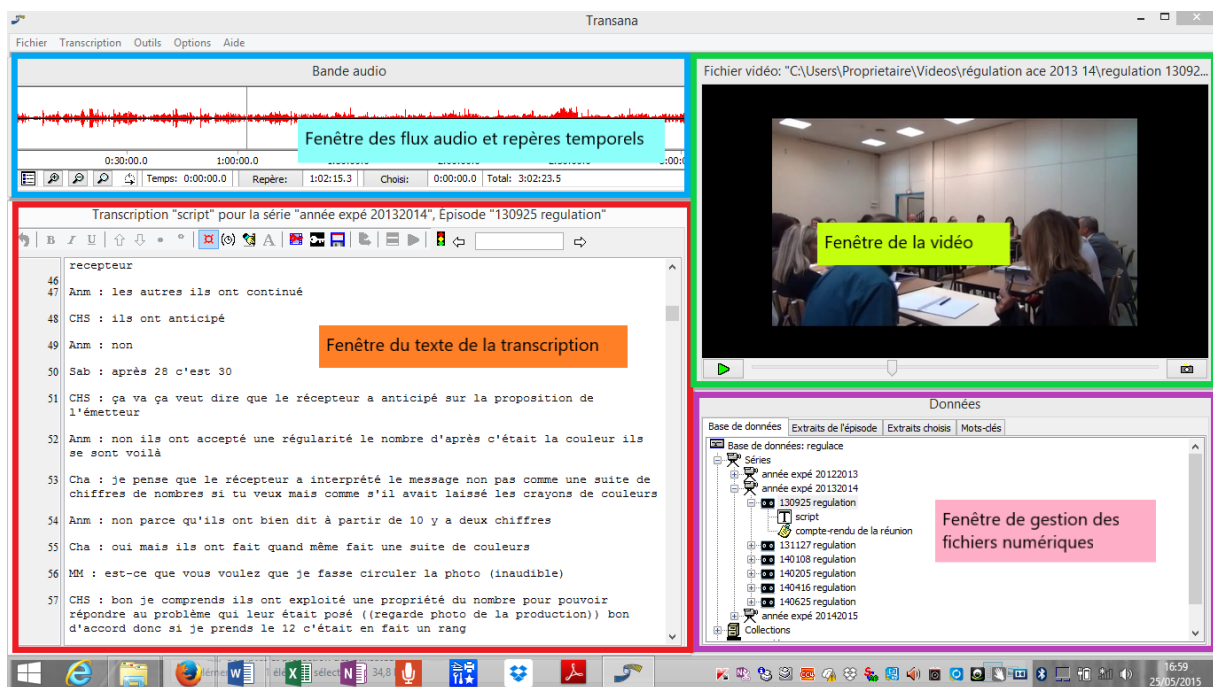 Transana
Fichier Transcription Outils Options Aide
Bande audio
Fenêtre des flux audio et repères temporels
0:30:00.0 1:00:00.0
Temps: 0:00:00.0 Repère: 1:02:15.3 Choisi: 0:00:00.0 Total: 3:02:23.5
Fichier vidéo: "C:\Users\Proprietaire\Videos\régulation ace 2013 14\regulation 13092...
Fenêtre de la vidéo
Transcription "script" pour la série "année expé 20132014", Épisode "130925 regulation"
B I U A
recepteur
46
47 Anm : les autres ils ont continué
48 CHS : ils ont anticipé
49 Anm : non
Fenêtre du texte de la transcription
50 Sab : après 28 c'est 30
51 CHS : ça va ça veut dire que le récepteur a anticipé sur la proposition de
l'émetteur
52 Anm : non ils ont accepté une régularité le nombre d'après c'était la couleur ils
se sont voilà
53 Cha : je pense que le récepteur a interprété le message non pas comme une suite de
chiffres de nombres si tu veux mais comme s'il avait laissé les crayons de couleurs
54 Anm : non parce qu'ils ont bien dit à partir de 10 y a deux chiffres
55 Cha : oui mais ils ont fait quand même fait une suite de couleurs
56 MM : est-ce que vous voulez que je fasse circuler la photo (inaudible)
57 CHS : bon je comprends ils ont exploité une propriété du nombre pour pouvoir
répondre au problème qui leur était posé ((regarde photo de la production)) bon
d'accord donc si je prends le 12 c'était en fait un rang
Données
Base de données Extraits de l'épisode Extraits choisis Mots-clés
Base de données: regulace
Séries
année expé 20122013
année expé 20132014
130925 regulation
script
compte-rendu de la réunion
131127 regulation
140108 regulation
140205 regulation
140416 regulation
140625 regulation
année expé 20142015
Collections
Fenêtre de gestion des
fichiers numériques
16:59
25/05/2015